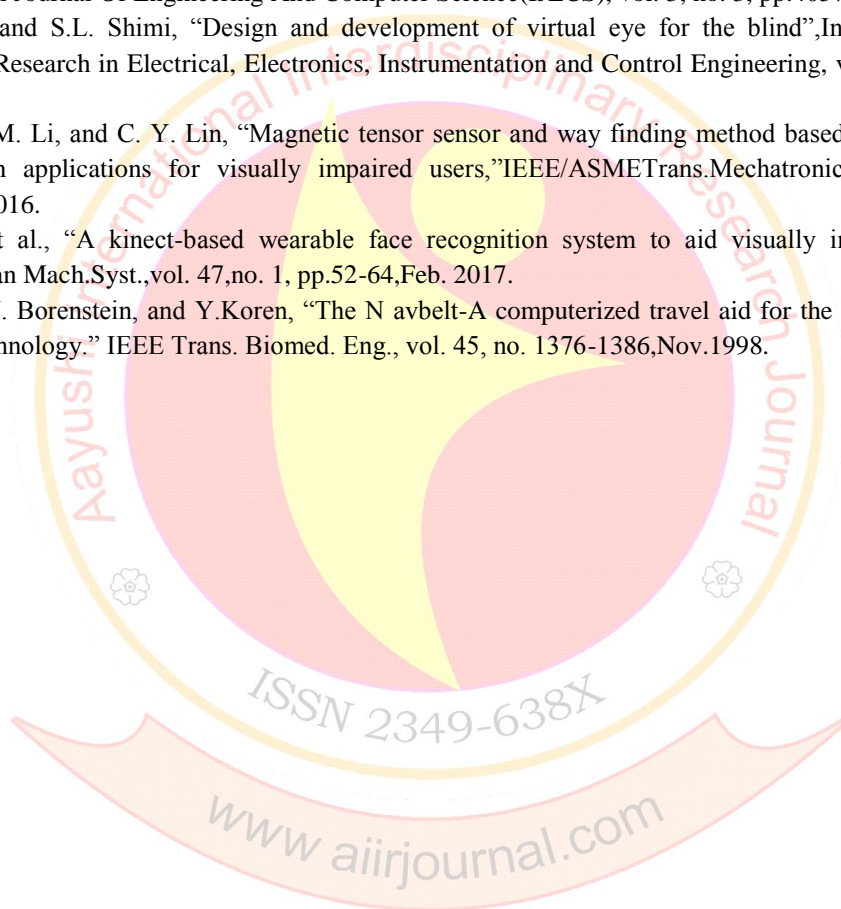 Journal Of Engineering And Computer Science(IJECS), vol. 3, no. 3,
and S.L. Shimi, “Design and development of virtual eye for the blind”,In
Research in Electrical, Electronics, Instrumentation and Control Engineering, v
M. Li, and C. Y. Lin, “Magnetic tensor sensor and way finding method based
applications for visually impaired users,”IEEE/ASMETrans.Mechatronic
016.
t al., “A kinect-based wearable face recognition system to aid visually in
an Mach.Syst.,vol. 47,no. 1, pp.52-64,Feb. 2017.
. Borenstein, and Y.Koren, “The N avbelt-A computerized travel aid for the
hnology.” IEEE Trans. Biomed. Eng., vol. 45, no. 1376-1386,Nov.1998.
Aayushi International Interdisciplinary Research Journal
ISSN 2349-638X
www aiirjournal.com